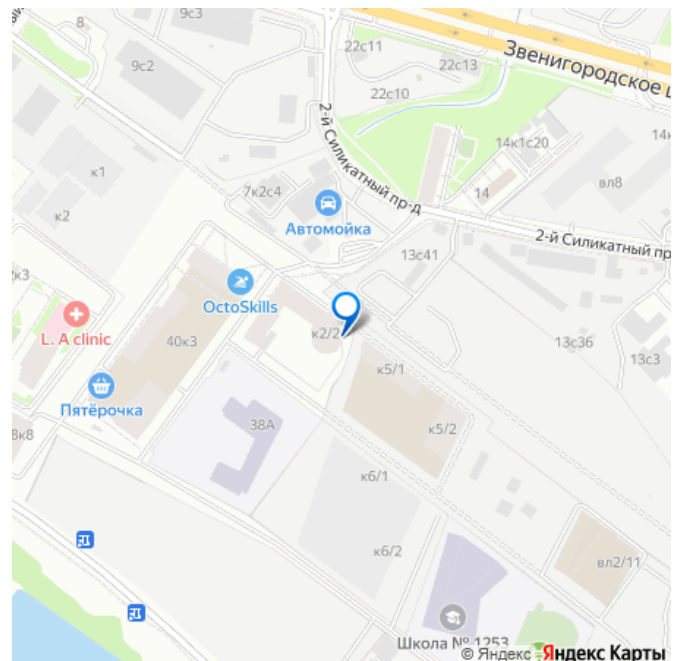 9с3
8
9с2
22с11
22с13
22с10
Звенигородское
2-й Силикатный пр-д
14к1с20
14к
к1
к2
7к2с4
Автомойка
14
вл8
2-й Силикатный пр
13с41
2к3
OctoSkills
L. A clinic
40к3
к2/2
13с36
13с3
Пятёрочка
к5/1
38А
к5/2
8к8
к6/1
к6/2
вл2/11
Школа № 1253
© Яндекс Яндекс Карты